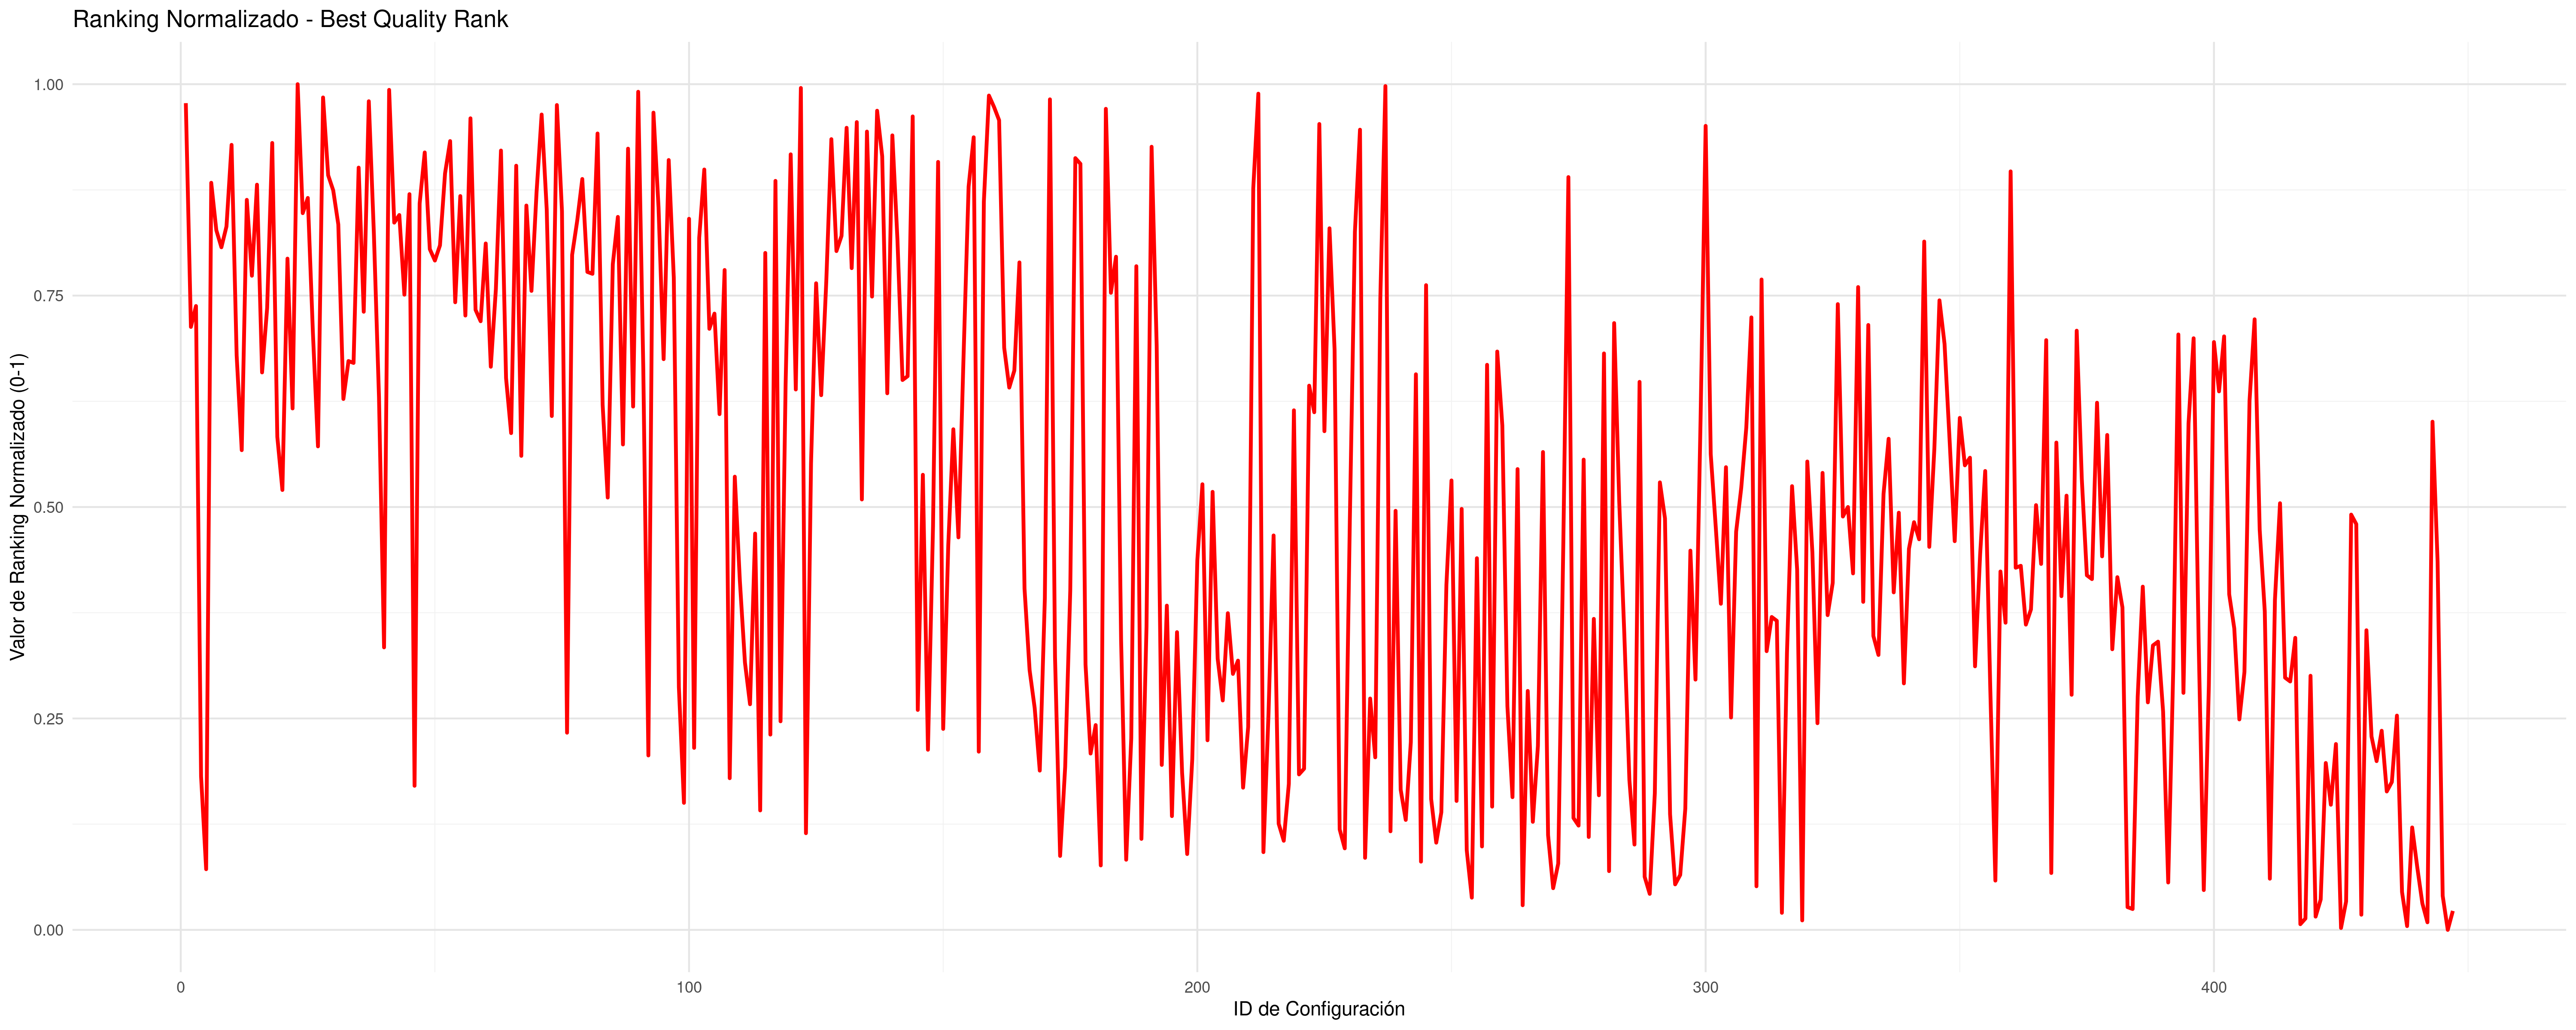 Ranking Normalizado - Best Quality Rank
Valor de Ranking Normalizado (0-1)
1.00
0.75
0.50
0.25
0.00
0 100 200 300 400
ID de Configuración